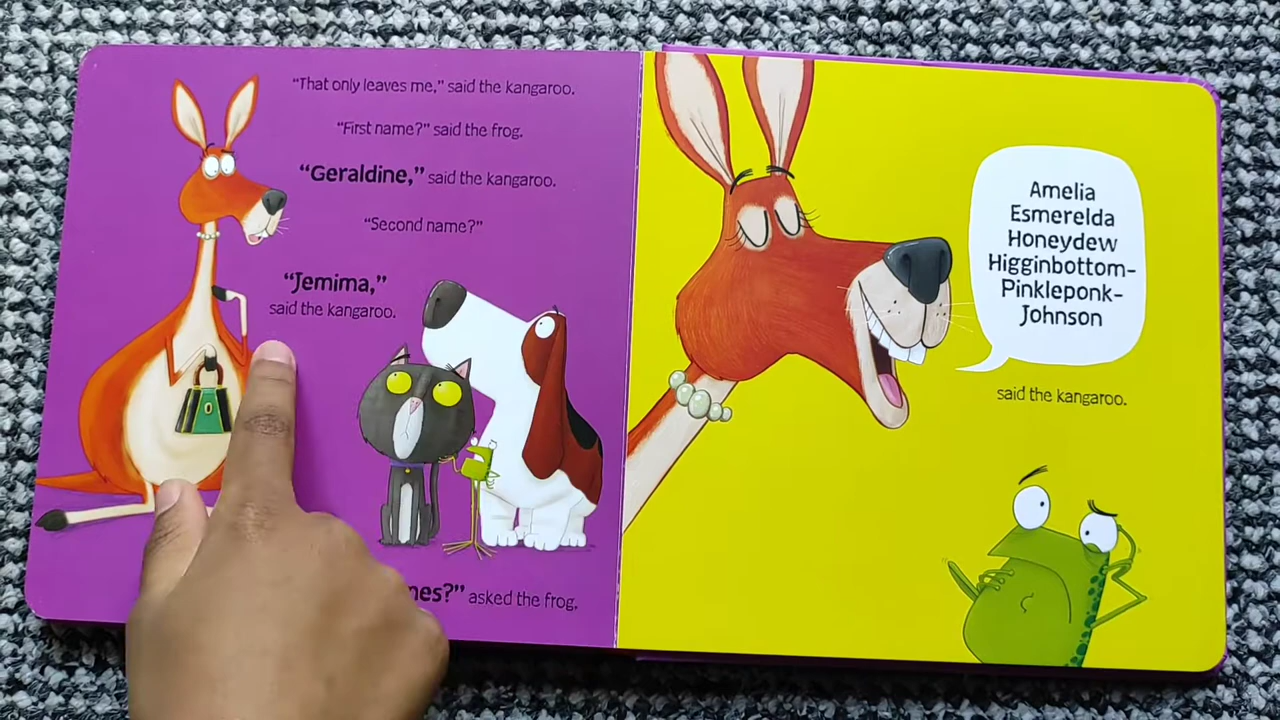 “That only leaves me,” said the kangaroo.
“First name?” said the frog.
“Geraldine,” said the kangaroo.
“Second name?”
“Jemima,”
said the kangaroo.
asked the frog.
Amelia
Esmerelda
Honeydew
Higginbottom-
Pinkleponk-
Johnson
said the kangaroo.